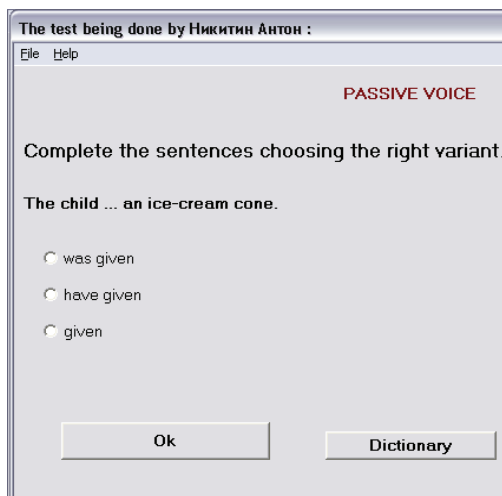 The test being done by Никитин Антон :
File Help
PASSIVE VOICE
Complete the sentences choosing the right variant.
The child ... an ice-cream cone.
was given
have given
given
Ok Dictionary